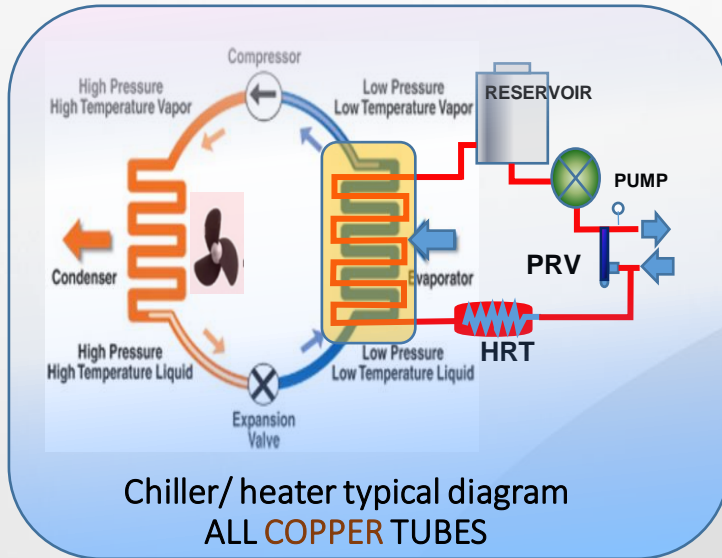 Compressor
High Pressure
High Temperature Vapor
Low Pressure
Low Temperature Vapor
RESERVOIR
PUMP
PRV
Condenser
Evaporator
HRT
High Pressure
High Temperature Liquid
Low Pressure
Low Temperature Liquid
Expansion
Valve
Chiller/ heater typical diagram
ALL COPPER TUBES